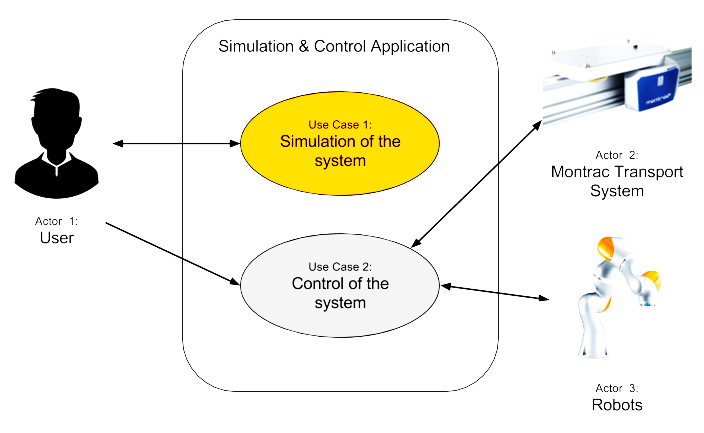 Simulation & Control Application
Use Case 1:
Simulation of the
system
Actor 1:
User
Use Case 2:
Control of the
system
montrac
Actor 2:
Montrac Transport
System
Actor 3:
Robots